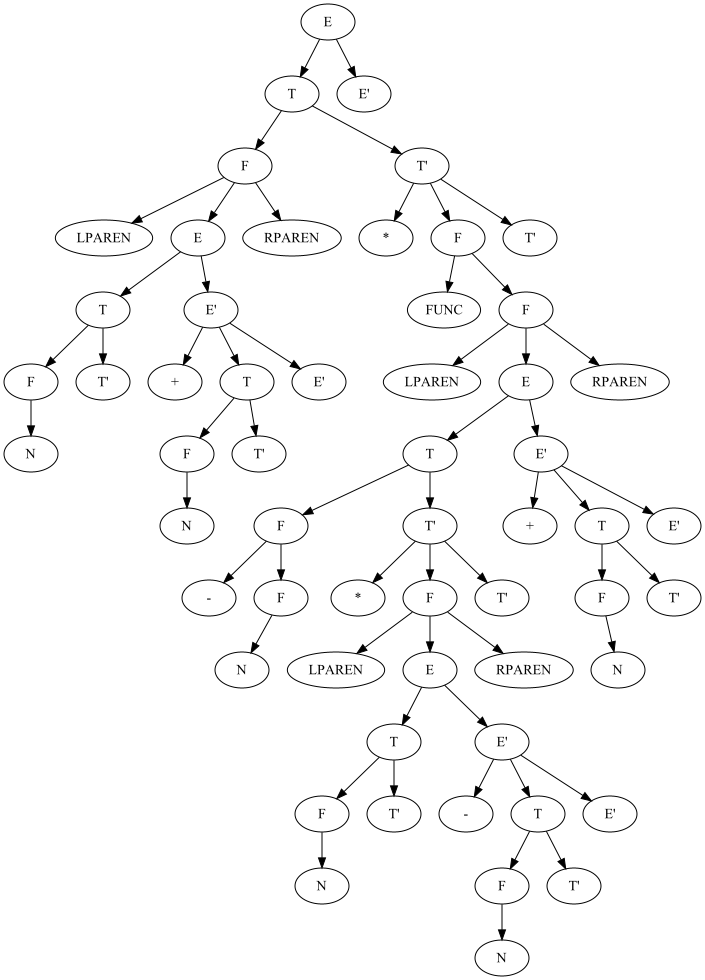 E
T E'
F T'
LPAREN E RPAREN * F T'
T E' FUNC F
F T' + T E' LPAREN E RPAREN
N F T' T E'
N F T' + T E'
- F * F T' F T'
N LPAREN E RPAREN N
T E'
F T' - T E'
N F T'
N